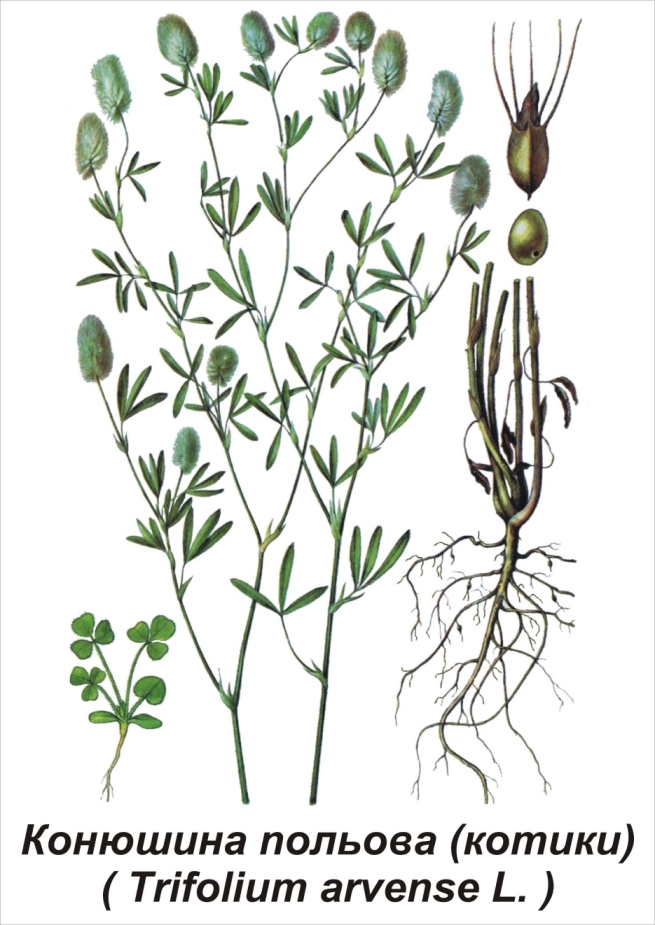 Конюшина польова (котики)
( Trifolium arvense L. )